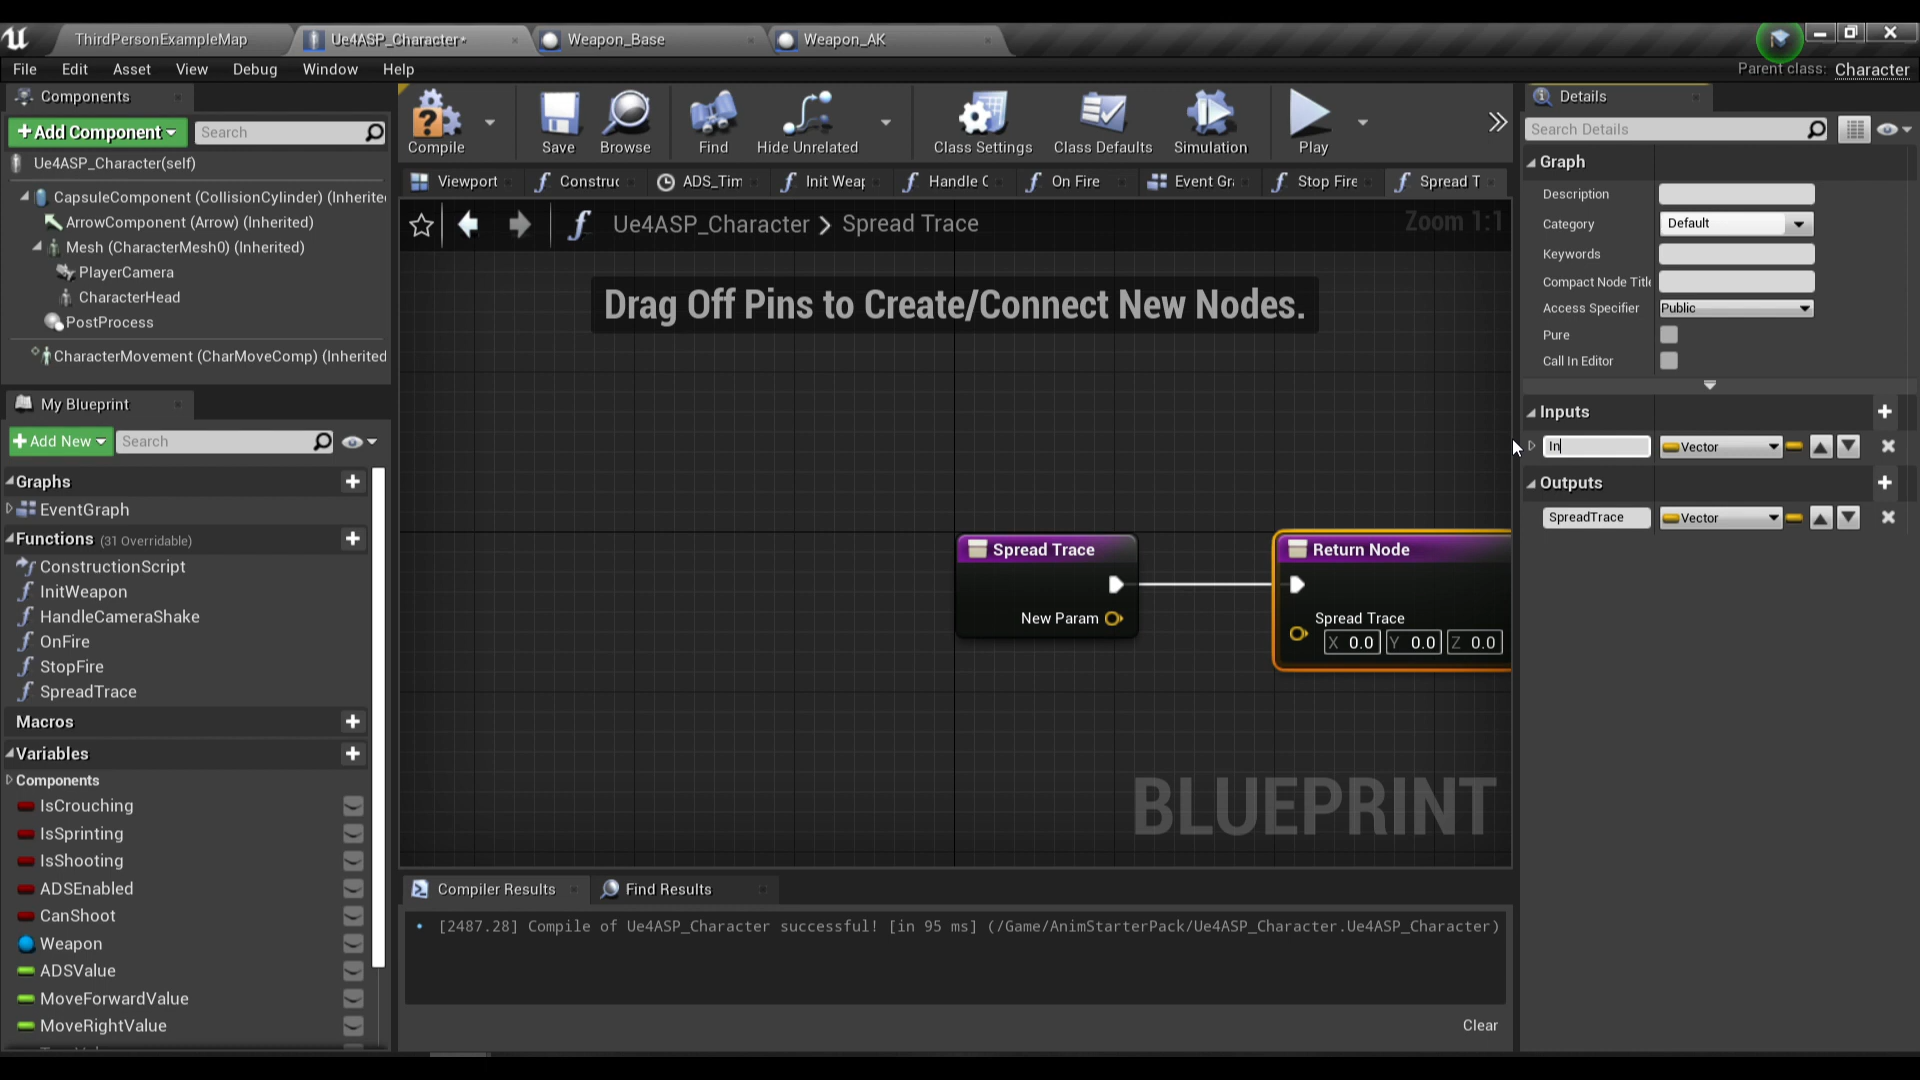 ThirdPersonExampleMap
Ue4ASP_Character*
Weapon_Base
Weapon_AK
File Edit Asset View Debug Window Help
Parent class: Character
Components
+Add Component
Search
Ue4ASP_Character(self)
CapsuleComponent (CollisionCylinder) (Inherite
ArrowComponent (Arrow) (Inherited)
Mesh (CharacterMesh0) (Inherited)
PlayerCamera
CharacterHead
PostProcess
CharacterMovement (CharMoveComp) (Inherited
My Blueprint
+Add New
Search
Graphs
EventGraph
Functions (31 Overridable)
ConstructionScript
InitWeapon
HandleCameraShake
OnFire
StopFire
SpreadTrace
Macros
Variables
Components
IsCrouching
IsSprinting
IsShooting
ADSEnabled
CanShoot
Weapon
ADSValue
MoveForwardValue
MoveRightValue
Compile
Save
Browse
Find
Hide Unrelated
Class Settings
Class Defaults
Simulation
Play
Viewport
Construc
ADS_Tim
Init Weap
Handle C
On Fire
Event Gr
Stop Fire
Spread T
Ue4ASP_Character > Spread Trace
Zoom 1:1
Drag Off Pins to Create/Connect New Nodes.
Spread Trace
New Param
Return Node
Spread Trace
X 0.0 Y 0.0 Z 0.0
BLUEPRINT
Compiler Results
Find Results
[2487.28] Compile of Ue4ASP_Character successful! [in 95 ms] (/Game/AnimStarterPack/Ue4ASP_Character.Ue4ASP_Character)
Clear
Details
Search Details
Graph
Description
Category Default
Keywords
Compact Node Title
Access Specifier Public
Pure
Call In Editor
Inputs
In Vector
Outputs
SpreadTrace Vector